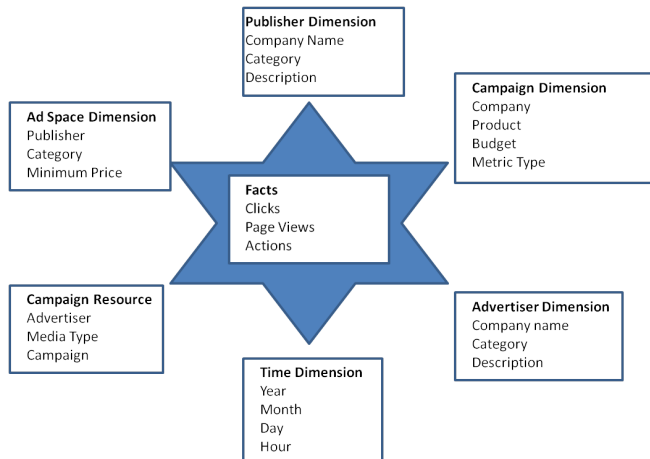 Publisher Dimension
Company Name
Category
Description
Campaign Dimension
Company
Product
Budget
Metric Type
Ad Space Dimension
Publisher
Category
Minimum Price
Facts
Clicks
Page Views
Actions
Campaign Resource
Advertiser
Media Type
Campaign
Advertiser Dimension
Company name
Category
Description
Time Dimension
Year
Month
Day
Hour